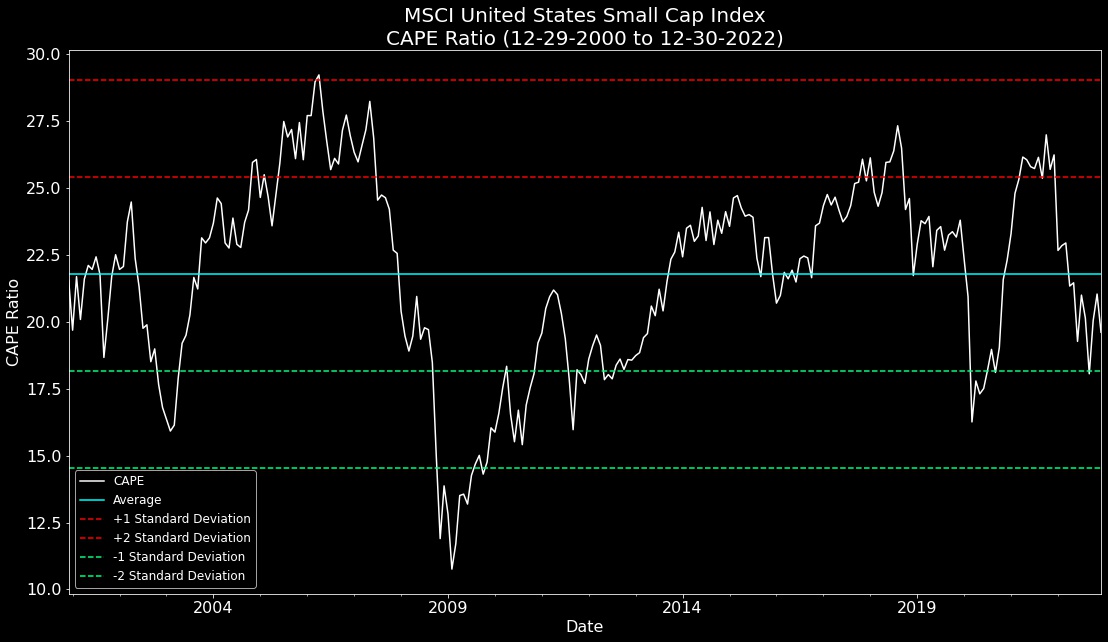 MSCI United States Small Cap Index
CAPE Ratio (12-29-2000 to 12-30-2022)
30.0
27.5
25.0
22.5
20.0
17.5
15.0
12.5
10.0
CAPE Ratio
CAPE
Average
+1 Standard Deviation
+2 Standard Deviation
-1 Standard Deviation
-2 Standard Deviation
2004
2009
2014
2019
Date